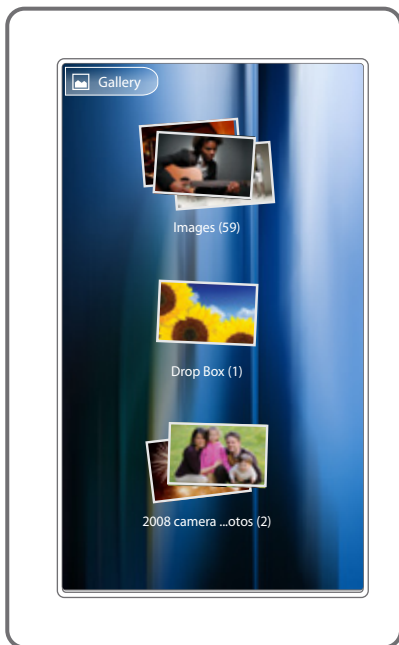 Gallery
Images (59)
Drop Box (1)
2008 camera ...otos (2)